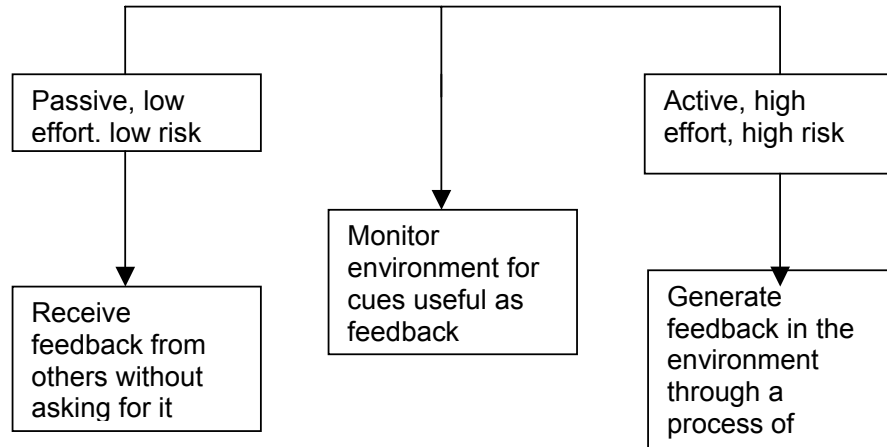 Passive, low
effort. low risk
Active, high
effort, high risk
Monitor
environment for
cues useful as
feedback
Receive
feedback from
others without
asking for it
Generate
feedback in the
environment
through a
process of